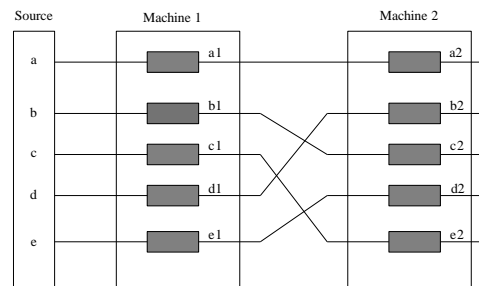 Source Machine 1 Machine 2
a a1 a2
b b1 b2
c c1 c2
d d1 d2
e e1 e2